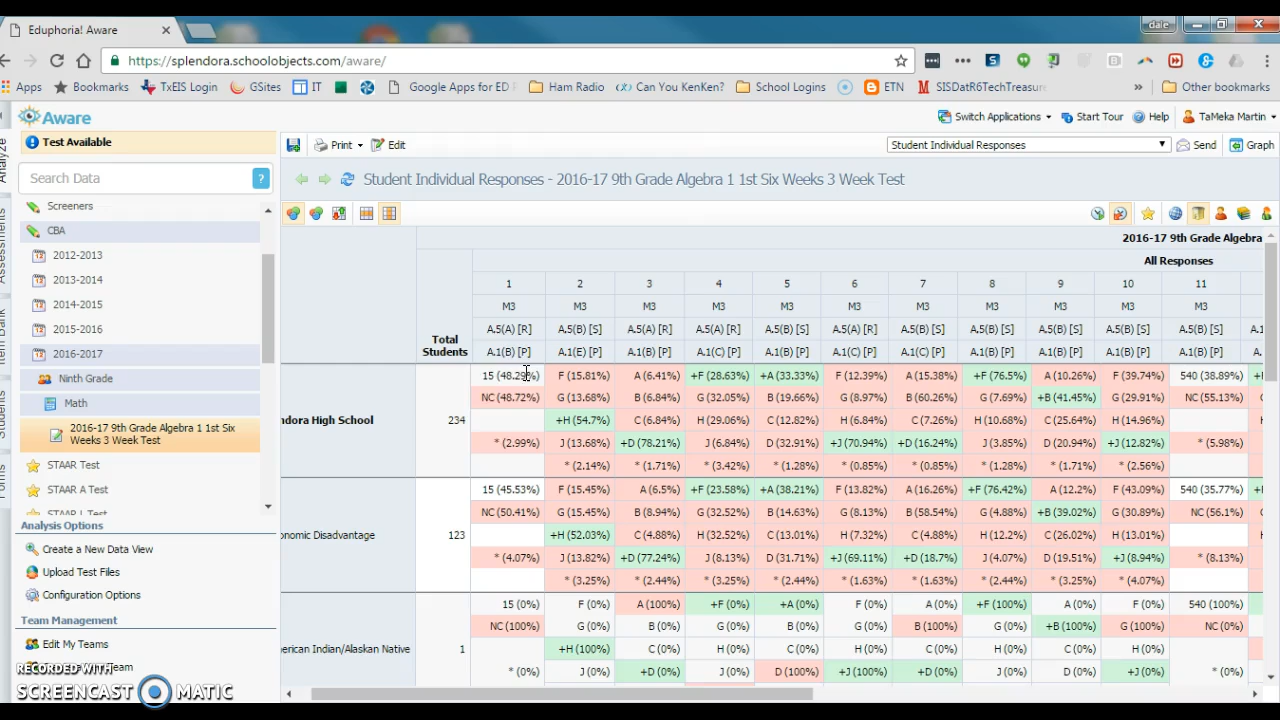 Eduphoria! Aware
dale
https://splendora.schoolobjects.com/aware/
Apps Bookmarks TxEIS Login GSites IT Google Apps for ED Ham Radio (x) Can You KenKen? School Logins ETN SISDatR6TechTreasur » Other bookmarks
Aware
Switch Applications Start Tour Help TaMeka Martin
Test Available
Print Edit
Student Individual Responses
Send Graph
Search Data ?
Student Individual Responses - 2016-17 9th Grade Algebra 1 1st Six Weeks 3 Week Test
Analyze
Assessments
Item Bank
Students
Forms
Screeners
CBA
2012-2013
2013-2014
2014-2015
2015-2016
2016-2017
Ninth Grade
Math
2016-17 9th Grade Algebra 1 1st Six
Weeks 3 Week Test
STAAR Test
STAAR A Test
STAAR L Test
Analysis Options
Create a New Data View
Upload Test Files
Configuration Options
Team Management
Edit My Teams
Team
RECORDED WITH
SCREENCAST MATIC
2016-17 9th Grade Algebra
All Responses
1 2 3 4 5 6 7 8 9 10 11
M3 M3 M3 M3 M3 M3 M3 M3 M3 M3 M3
A.5(A) [R] A.5(B) [S] A.5(A) [R] A.5(A) [R] A.5(B) [S] A.5(A) [R] A.5(B) [S] A.5(B) [S] A.5(B) [S] A.5(B) [S] A.5(B) [S] A.
Total
Students
A.1(B) [P] A.1(E) [P] A.1(B) [P] A.1(C) [P] A.1(B) [P] A.1(C) [P] A.1(C) [P] A.1(B) [P] A.1(B) [P] A.1(B) [P] A.1(B) [P] A.
15 (48.29%) F (15.81%) A (6.41%) +F (28.63%) +A (33.33%) F (12.39%) A (15.38%) +F (76.5%) A (10.26%) F (39.74%) 540 (38.89%)
NC (48.72%) G (13.68%) B (6.84%) G (32.05%) B (19.66%) G (8.97%) B (60.26%) G (7.69%) +B (41.45%) G (29.91%) NC (55.13%)
ndora High School 234 +H (54.7%) C (6.84%) H (29.06%) C (12.82%) H (6.84%) C (7.26%) H (10.68%) C (25.64%) H (14.96%)
* (2.99%) J (13.68%) +D (78.21%) J (6.84%) D (32.91%) +J (70.94%) +D (16.24%) J (3.85%) D (20.94%) +J (12.82%) * (5.98%)
* (2.14%) * (1.71%) * (3.42%) * (1.28%) * (0.85%) * (0.85%) * (1.28%) * (1.71%) * (2.56%)
15 (45.53%) F (15.45%) A (6.5%) +F (23.58%) +A (38.21%) F (13.82%) A (16.26%) +F (76.42%) A (12.2%) F (43.09%) 540 (35.77%)
NC (50.41%) G (15.45%) B (8.94%) G (32.52%) B (14.63%) G (8.13%) B (58.54%) G (4.88%) +B (39.02%) G (30.89%) NC (56.1%)
onomic Disadvantage 123 +H (52.03%) C (4.88%) H (32.52%) C (13.01%) H (7.32%) C (4.88%) H (12.2%) C (26.02%) H (13.01%)
* (4.07%) J (13.82%) +D (77.24%) J (8.13%) D (31.71%) +J (69.11%) +D (18.7%) J (4.07%) D (19.51%) +J (8.94%) * (8.13%)
* (3.25%) * (2.44%) * (3.25%) * (2.44%) * (1.63%) * (1.63%) * (2.44%) * (3.25%) * (4.07%)
15 (0%) F (0%) A (100%) +F (0%) +A (0%) F (0%) A (0%) +F (100%) A (0%) F (0%) 540 (100%)
NC (100%) G (0%) B (0%) G (0%) B (0%) G (0%) B (100%) G (0%) +B (100%) G (100%) NC (0%)
erican Indian/Alaskan Native 1 +H (100%) C (0%) H (0%) C (0%) H (0%) C (0%) H (0%) C (0%) H (0%)
* (0%) J (0%) +D (0%) J (0%) D (100%) +J (100%) +D (0%) J (0%) D (0%) +J (0%) * (0%)